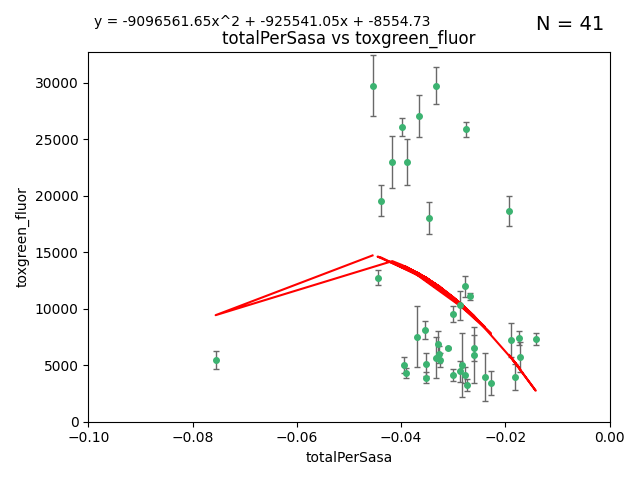 y = -9096561.65x^2 + -925541.05x + -8554.73
N = 41
totalPerSasa vs toxgreen_fluor
30000
25000
20000
15000
10000
5000
0
toxgreen_fluor
−0.10
−0.08
−0.06
−0.04
−0.02
0.00
totalPerSasa